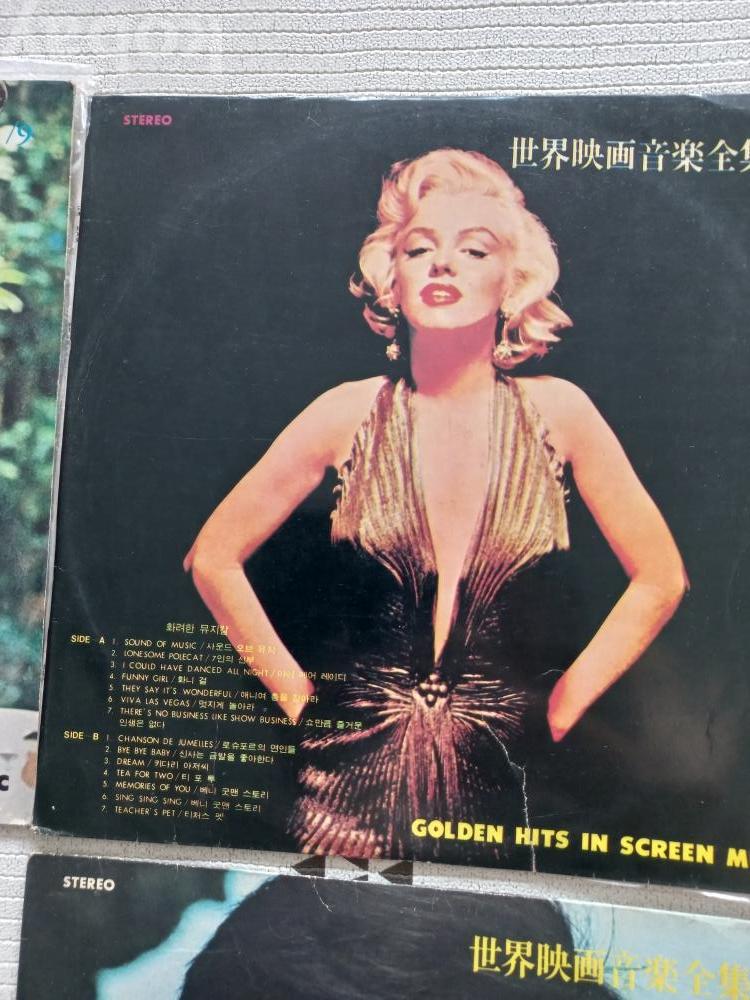 19
STEREO
世界映画音楽全集
화려한 뮤지칼
SIDE A 1. SOUND OF MUSIC / 사운드 오브 뮤직
2. LONESOME POLECAT / 7인의 신부
3. I COULD HAVE DANCED ALL NIGHT / 마이 페어 레이디
4. FUNNY GIRL / 화니 걸
5. THEY SAY IT'S WONDERFUL / 애니여 총을 잡아라
6. VIVA LAS VEGAS / 멋지게 놀아라
7. THERE'S NO BUSINESS LIKE SHOW BUSINESS / 쇼만큼 즐거운
인생은 없다
SIDE B 1. CHANSON DE JUMELLES / 로슈포르의 연인들
2. BYE BYE BABY / 신사는 금발을 좋아한다
3. DREAM / 키다리 아저씨
4. TEA FOR TWO / 티 포 투
5. MEMORIES OF YOU / 베니 굿맨 스토리
6. SING SING SING / 베니 굿맨 스토리
7. TEACHER'S PET / 티처스 펫
GOLDEN HITS IN SCREEN M
STEREO
世界映画音楽全集